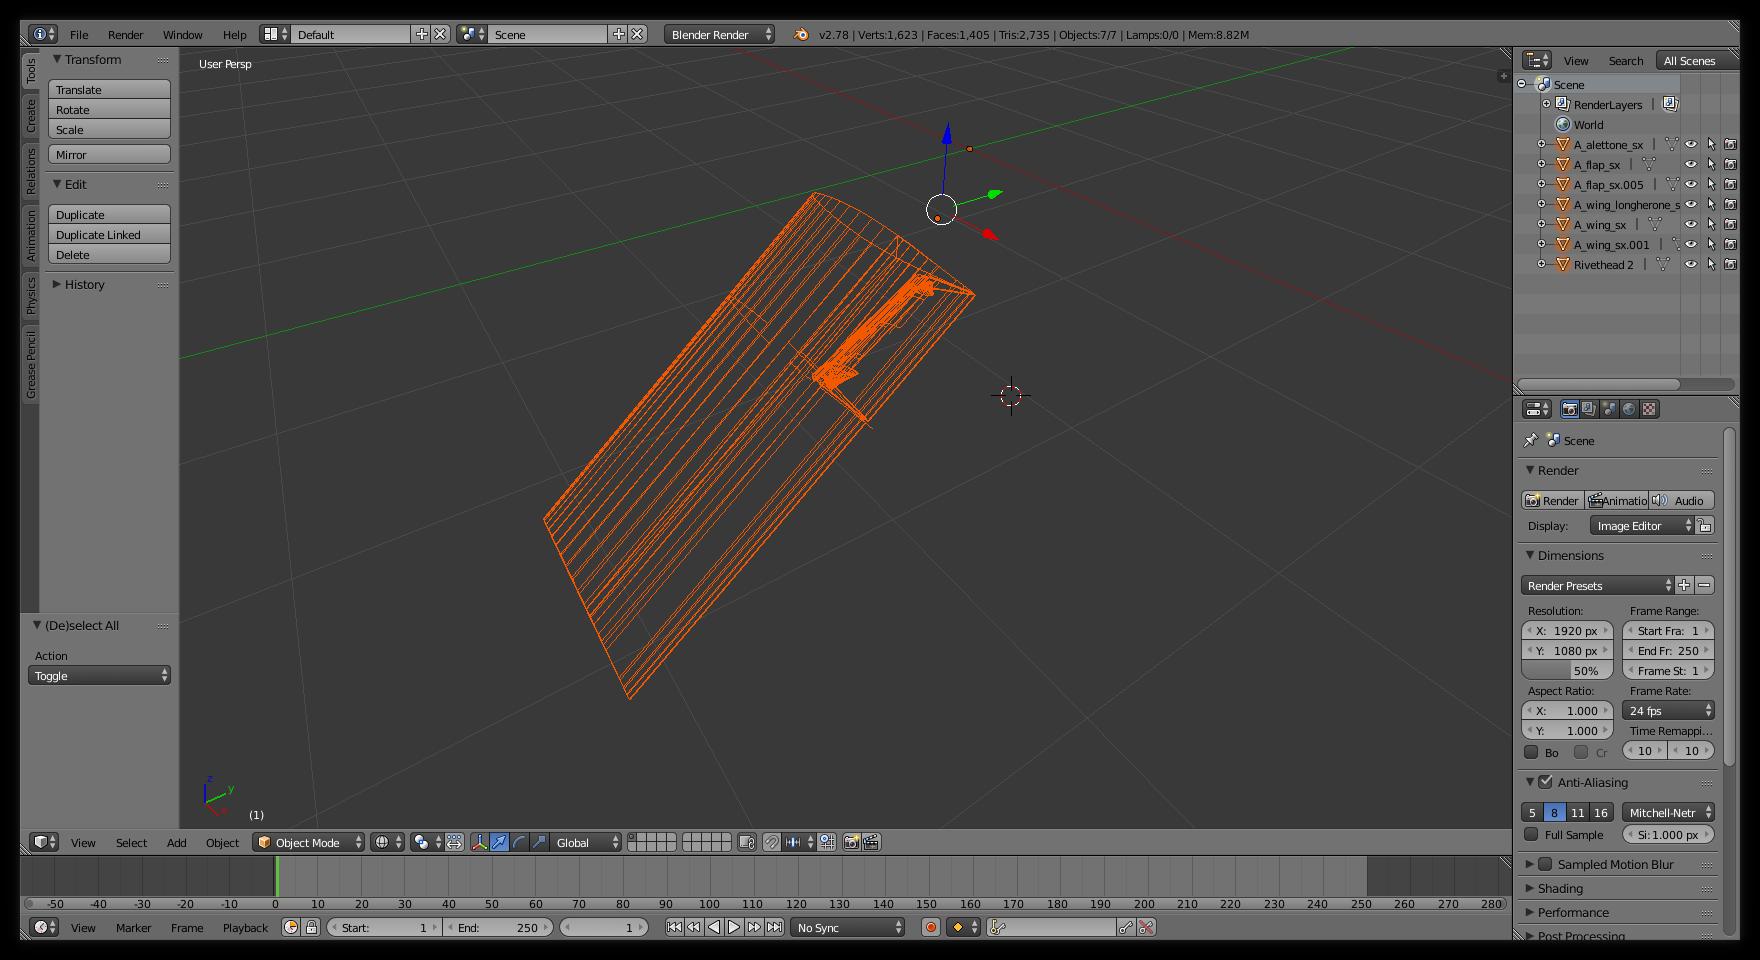 File Render Window Help Default Scene Blender Render v2.78 | Verts:1,623 | Faces:1,405 | Tris:2,735 | Objects:7/7 | Lamps:0/0 | Mem:8.82M
Tools
Create
Relations
Animation
Physics
Grease Pencil
Transform
Translate
Rotate
Scale
Mirror
Edit
Duplicate
Duplicate Linked
Delete
History
(De)select All
Action
Toggle
User Persp
z
y
x
(1)
View Search All Scenes
Scene
RenderLayers |
World
A_alettone_sx |
A_flap_sx |
A_flap_sx.005 |
A_wing_longherone_s
A_wing_sx |
A_wing_sx.001 |
Rivethead 2 |
Scene
Render
Render Animatio Audio
Display: Image Editor
Dimensions
Render Presets
Resolution: Frame Range:
X: 1920 px Start Fra: 1
Y: 1080 px End Fr: 250
50% Frame St: 1
Aspect Ratio: Frame Rate:
X: 1.000 24 fps
Y: 1.000 Time Remappi...
Bo Cr 10 10
Anti-Aliasing
5 8 11 16 Mitchell-Netr
Full Sample Si:1.000 px
Sampled Motion Blur
Shading
Performance
Post Processing
View Select Add Object Object Mode Global
-50 -40 -30 -20 -10 0 10 20 30 40 50 60 70 80 90 100 110 120 130 140 150 160 170 180 190 200 210 220 230 240 250 260 270 280
View Marker Frame Playback Start: 1 End: 250 1 No Sync